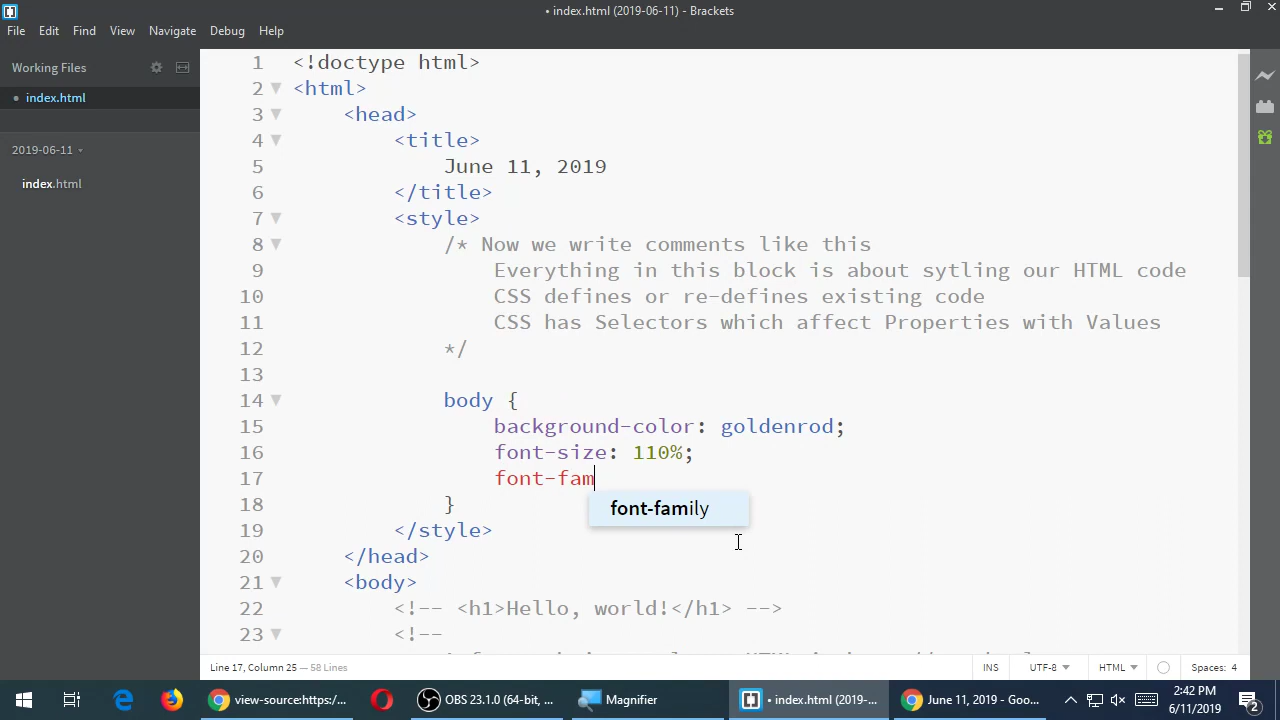 • index.html (2019-06-11) - Brackets
File Edit Find View Navigate Debug Help
Working Files
• index.html
2019-06-11
index.html
1 <!doctype html>
2 <html>
3 <head>
4 <title>
5 June 11, 2019
6 </title>
7 <style>
8 /* Now we write comments like this
9 Everything in this block is about sytling our HTML code
10 CSS defines or re-defines existing code
11 CSS has Selectors which affect Properties with Values
12 */
13
14 body {
15 background-color: goldenrod;
16 font-size: 110%;
17 font-fam
font-family
18 }
19 </style>
20 </head>
21 <body>
22 <!-- <h1>Hello, world!</h1> -->
23 <!--
Line 17, Column 25 — 58 Lines INS UTF-8 HTML Spaces: 4
view-source:https:/... OBS 23.1.0 (64-bit, ... Magnifier • index.html (2019-... June 11, 2019 - Goo... 2:42 PM
6/11/2019 2